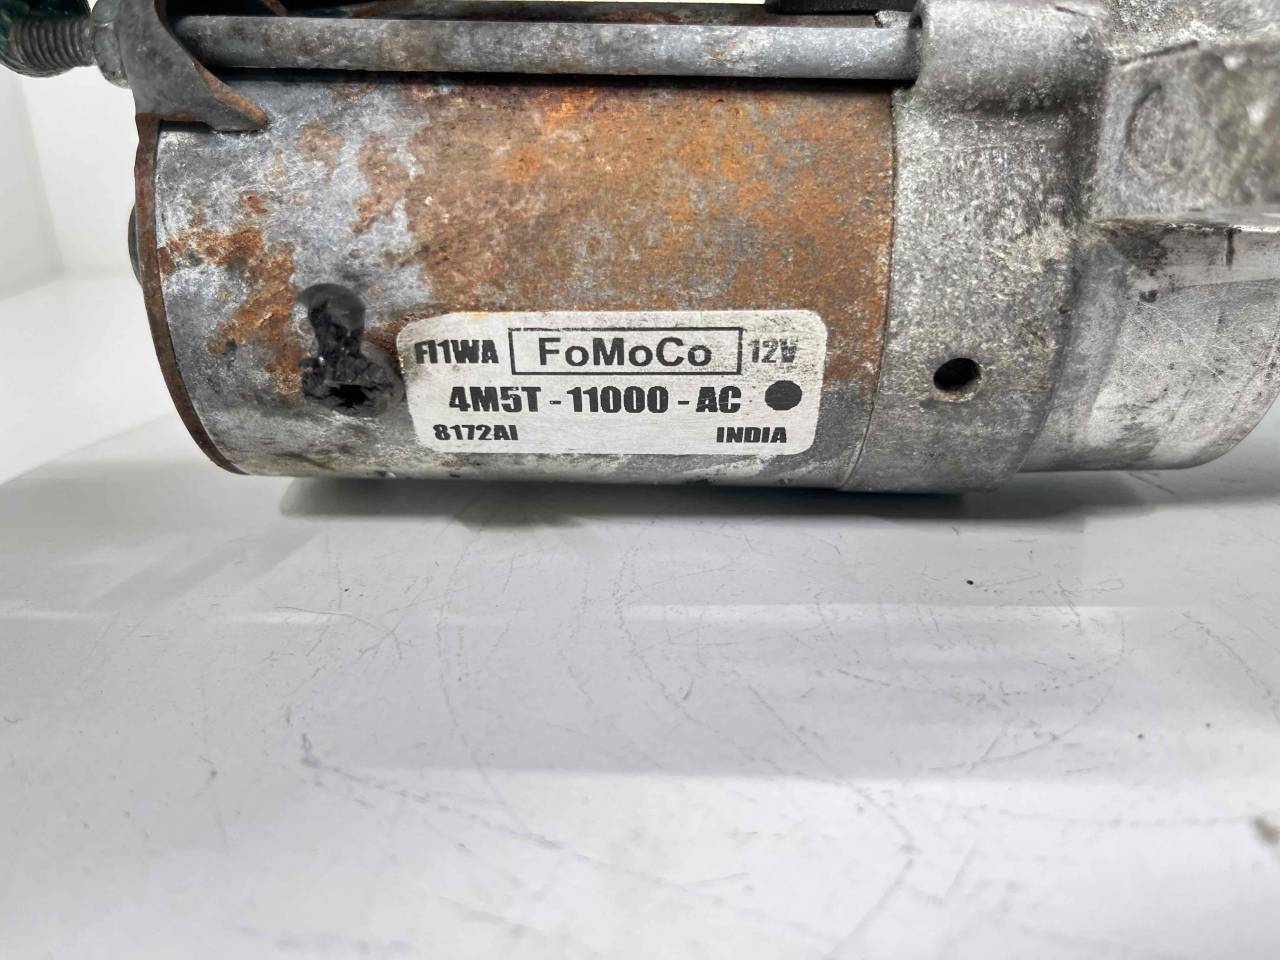 FI1WA FoMoCo 12V
4M5T - 11000 - AC
8172AI INDIA